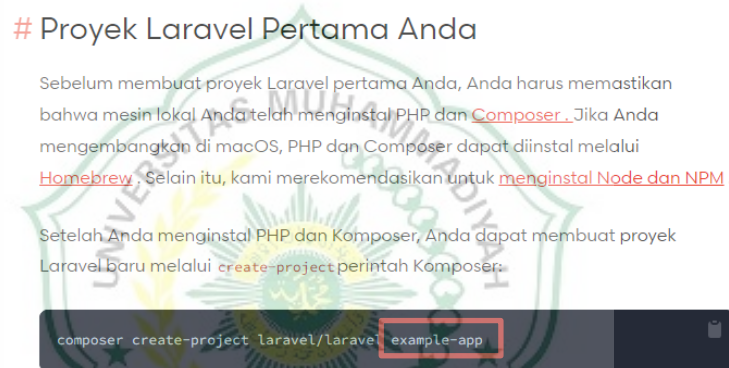 # Proyek Laravel Pertama Anda
Sebelum membuat proyek Laravel pertama Anda, Anda harus memastikan
bahwa mesin lokal Anda telah menginstal PHP dan Composer . Jika Anda
mengembangkan di macOS, PHP dan Composer dapat diinstal melalui
Homebrew . Selain itu, kami merekomendasikan untuk menginstal Node dan NPM
Setelah Anda menginstal PHP dan Komposer, Anda dapat membuat proyek
Laravel baru melalui create-project perintah Komposer:
composer create-project laravel/laravel example-app
UNIVERSITAS MUHAMMADIYAH